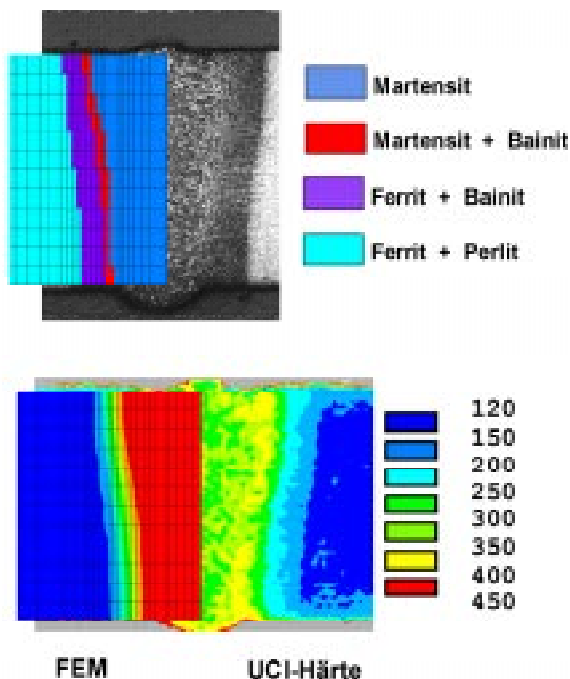 Martensit
Martensit + Bainit
Ferrit + Bainit
Ferrit + Perlit
120
150
200
250
300
350
400
450
FEM
UCI-Härte